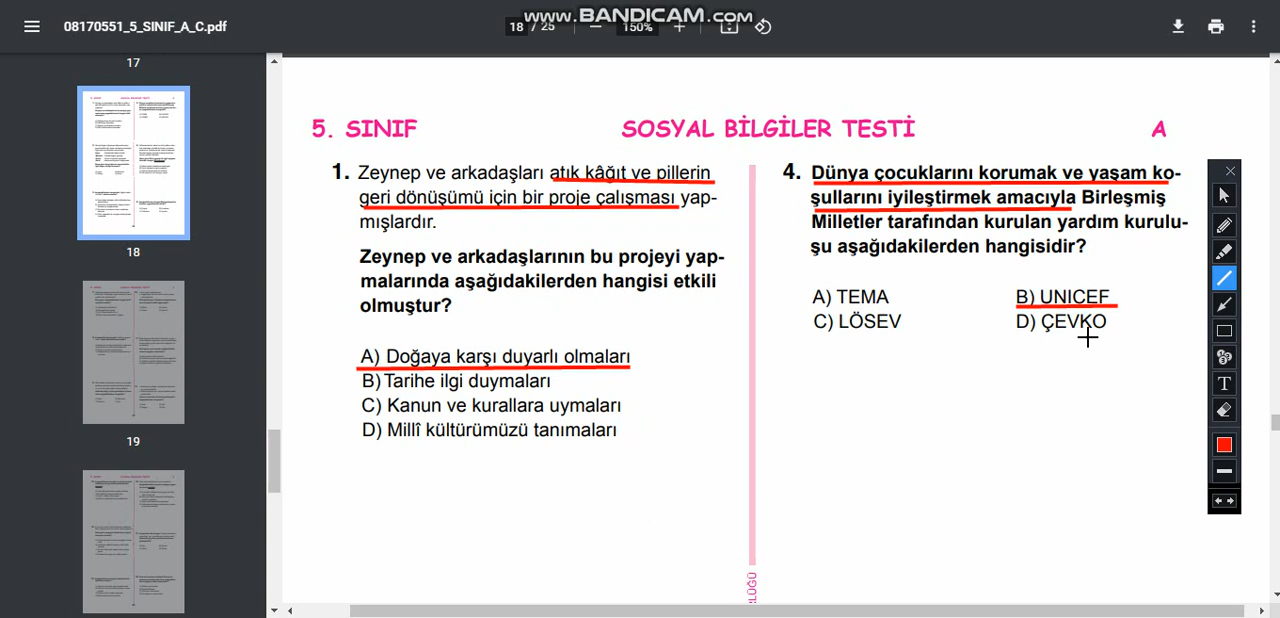 www.BANDICAM.com
08170551_5_SINIF_A_C.pdf
18 / 25
150%
17
18
19
5. SINIF
SOSYAL BİLGİLER TESTİ
A
1. Zeynep ve arkadaşları atık kâğıt ve pillerin
geri dönüşümü için bir proje çalışması yap-
mışlardır.
Zeynep ve arkadaşlarının bu projeyi yap-
malarında aşağıdakilerden hangisi etkili
olmuştur?
A) Doğaya karşı duyarlı olmaları
B) Tarihe ilgi duymaları
C) Kanun ve kurallara uymaları
D) Millî kültürümüzü tanımaları
4. Dünya çocuklarını korumak ve yaşam ko-
şullarını iyileştirmek amacıyla Birleşmiş
Milletler tarafından kurulan yardım kurulu-
şu aşağıdakilerden hangisidir?
A) TEMA
B) UNICEF
C) LÖSEV
D) ÇEVKO
T